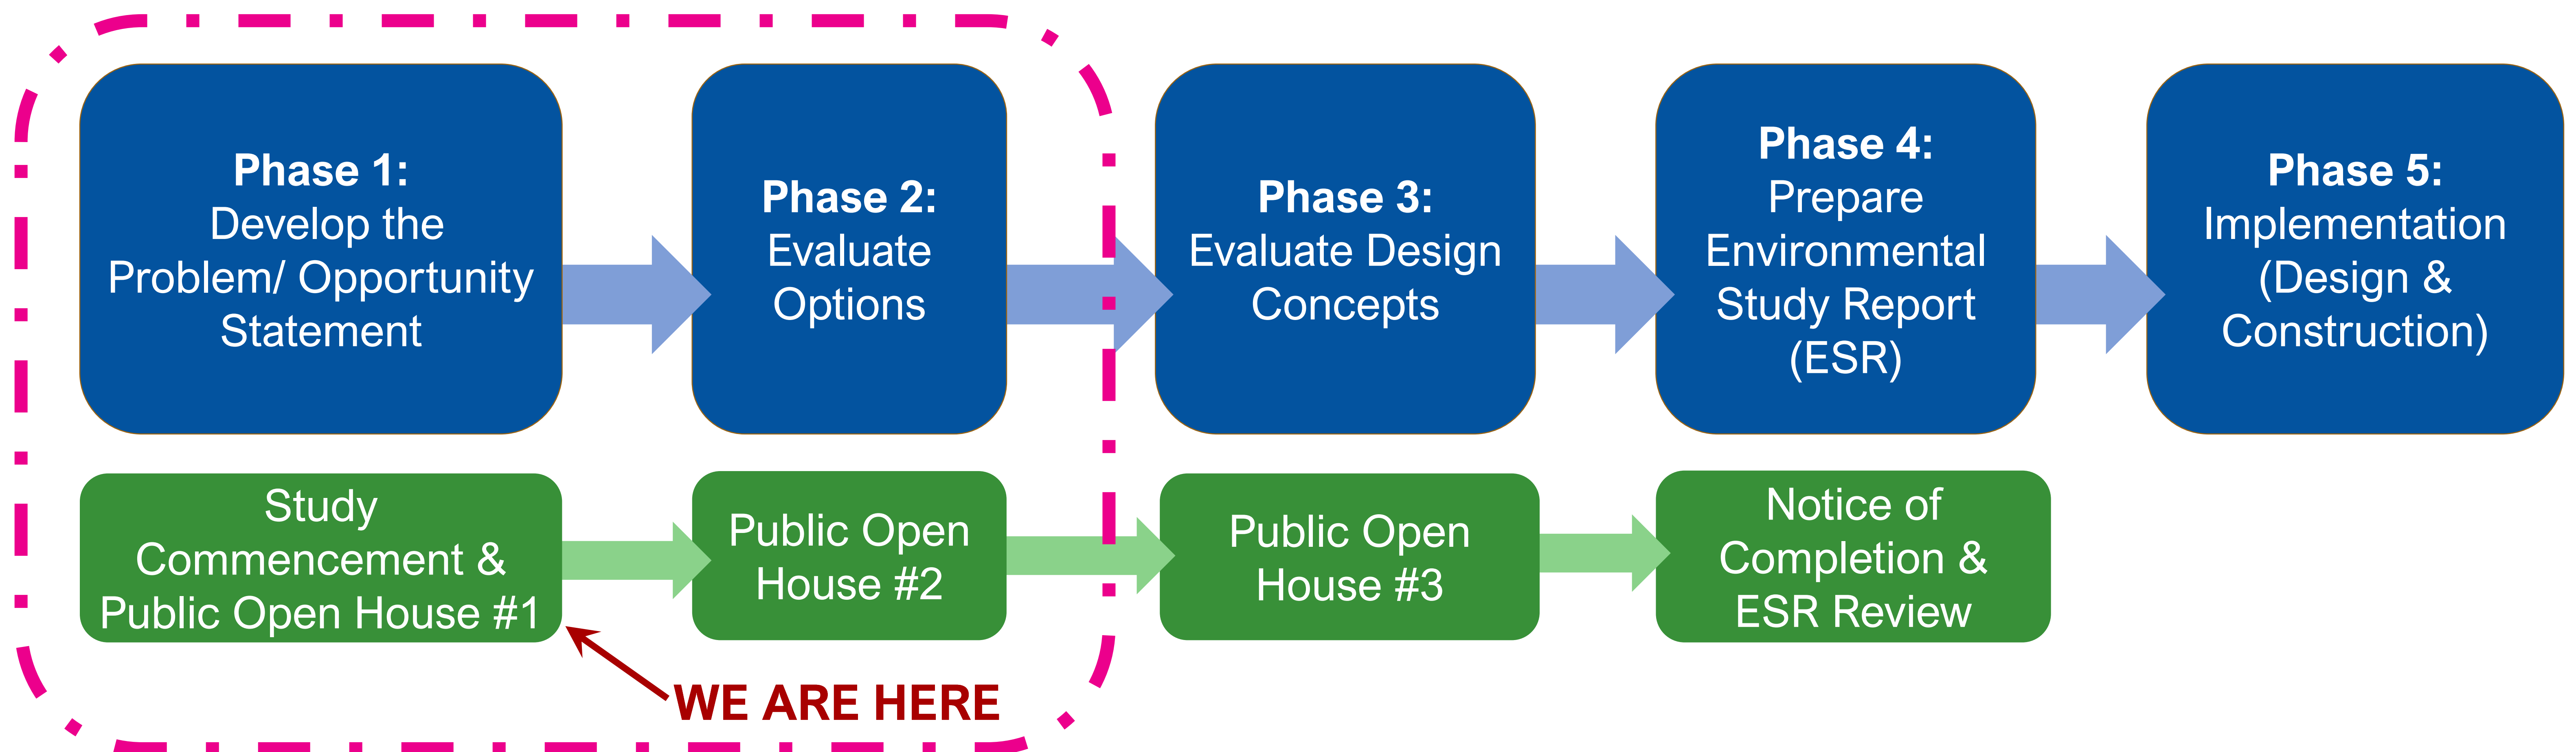 Phase 1:
Develop the
Problem/ Opportunity
Statement
Phase 2:
Evaluate
Options
Phase 3:
Evaluate Design
Concepts
Phase 4:
Prepare
Environmental
Study Report
(ESR)
Phase 5:
Implementation
(Design &
Construction)
Study
Commencement &
Public Open House #1
Public Open
House #2
Public Open
House #3
Notice of
Completion &
ESR Review
WE ARE HERE